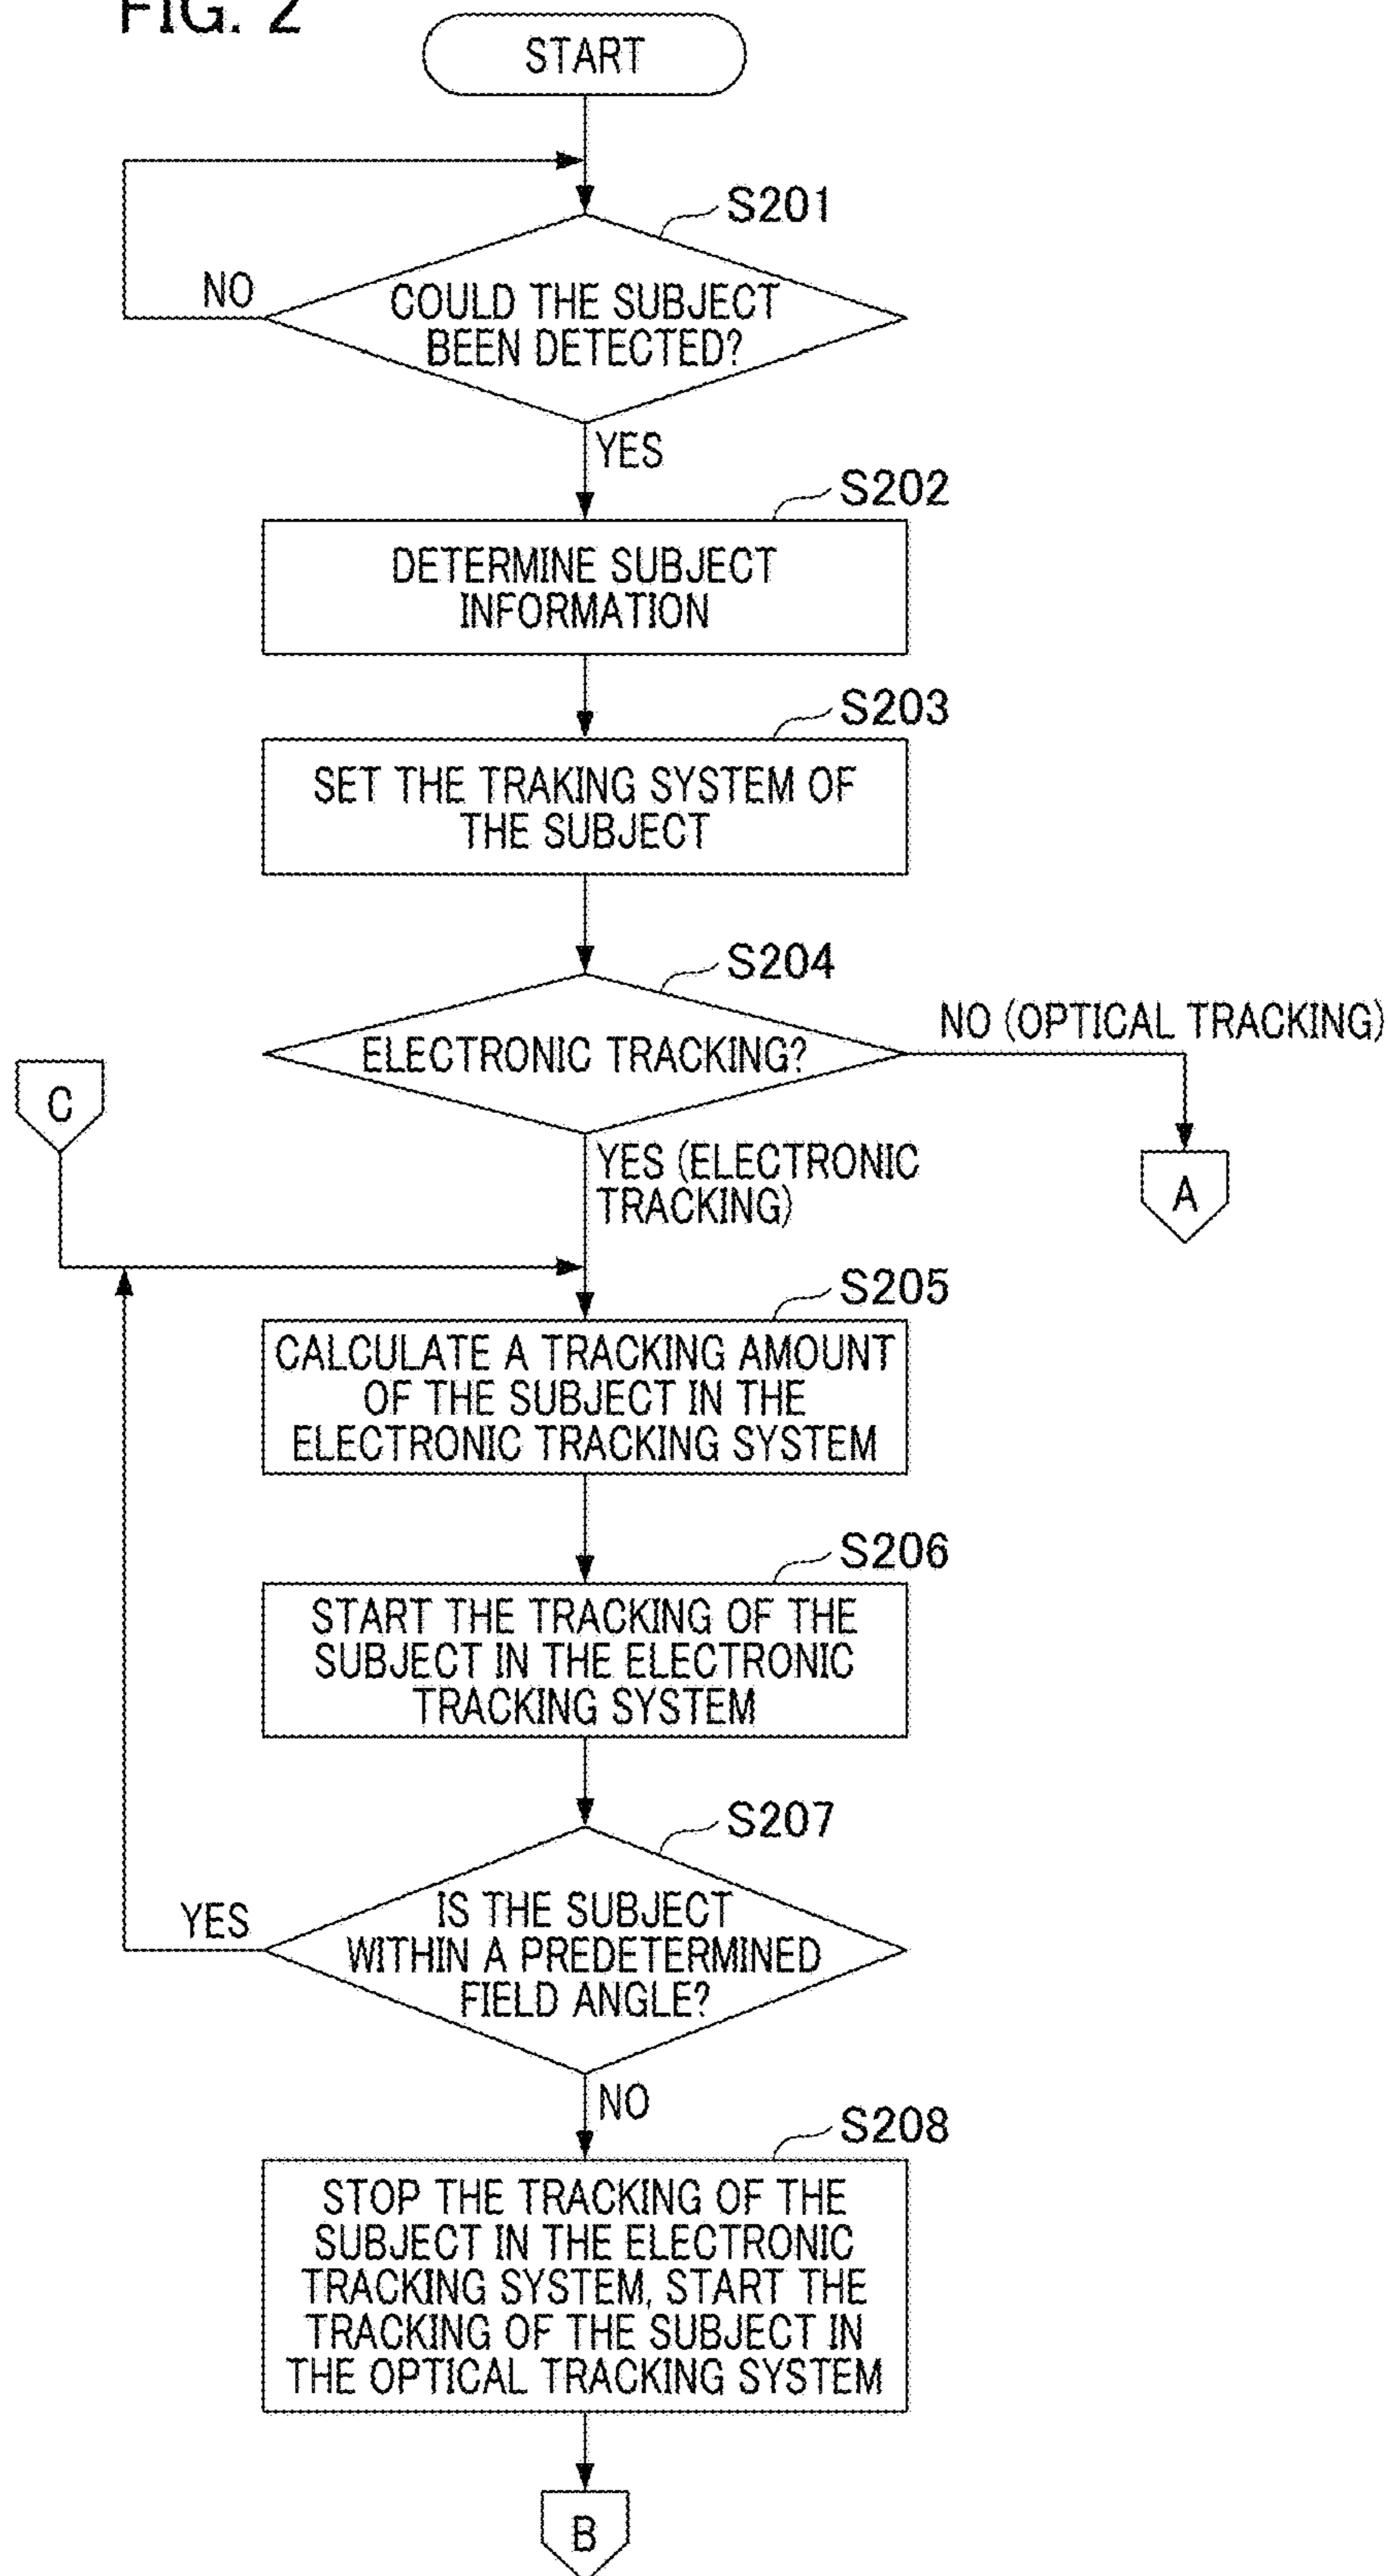 FIG. 2
START
S201
NO
COULD THE SUBJECT
BEEN DETECTED?
YES
S202
DETERMINE SUBJECT
INFORMATION
S203
SET THE TRAKING SYSTEM OF
THE SUBJECT
S204
NO (OPTICAL TRACKING)
ELECTRONIC TRACKING?
C
YES (ELECTRONIC
TRACKING)
A
S205
CALCULATE A TRACKING AMOUNT
OF THE SUBJECT IN THE
ELECTRONIC TRACKING SYSTEM
S206
START THE TRACKING OF THE
SUBJECT IN THE ELECTRONIC
TRACKING SYSTEM
S207
YES
IS THE SUBJECT
WITHIN A PREDETERMINED
FIELD ANGLE?
NO
S208
STOP THE TRACKING OF THE
SUBJECT IN THE ELECTRONIC
TRACKING SYSTEM, START THE
TRACKING OF THE SUBJECT IN
THE OPTICAL TRACKING SYSTEM
B